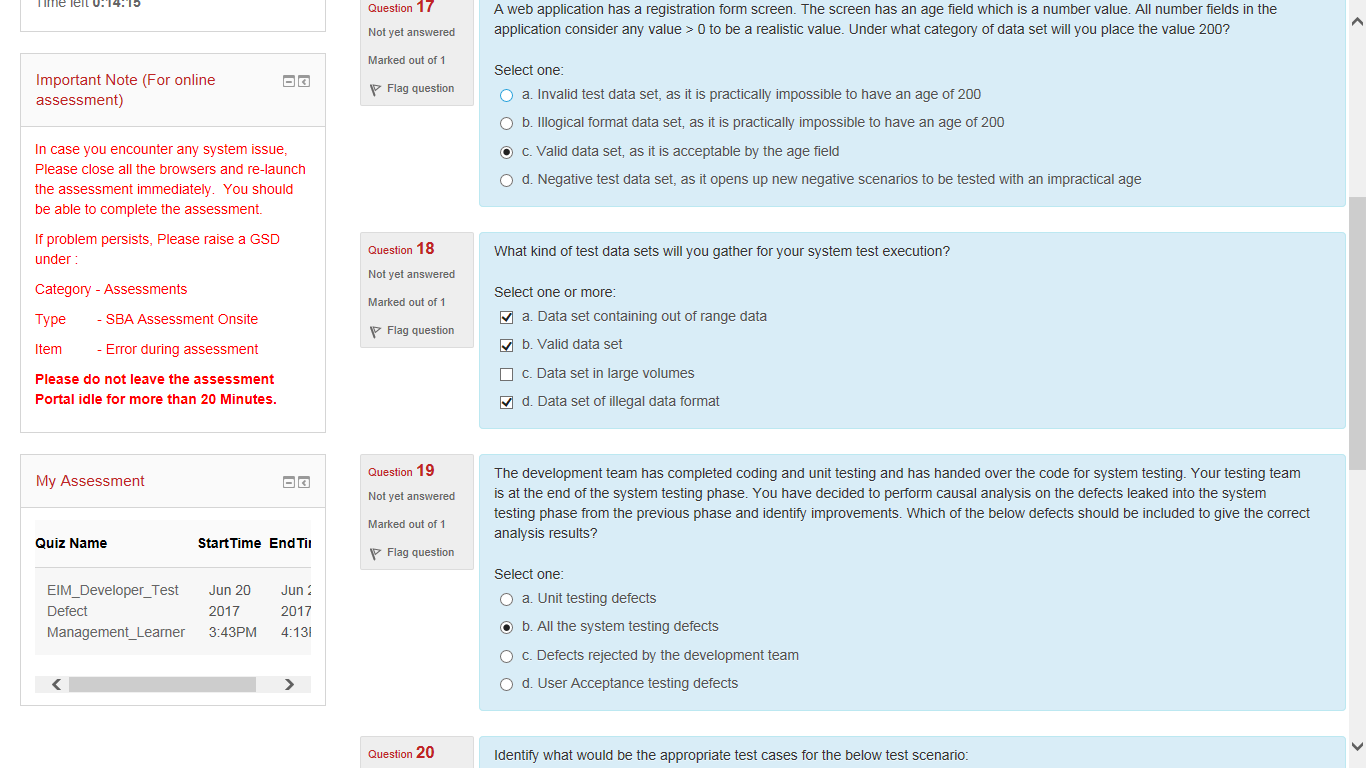 Time left 0:14:15
Important Note (For online
assessment)
In case you encounter any system issue,
Please close all the browsers and re-launch
the assessment immediately. You should
be able to complete the assessment.
If problem persists, Please raise a GSD
under :
Category - Assessments
Type - SBA Assessment Onsite
Item - Error during assessment
Please do not leave the assessment
Portal idle for more than 20 Minutes.
My Assessment
Quiz Name StartTime EndTi
EIM_Developer_Test Jun 20 Jun 2
Defect 2017 2017
Management_Learner 3:43PM 4:13
Question 17
Not yet answered
Marked out of 1
Flag question
A web application has a registration form screen. The screen has an age field which is a number value. All number fields in the
application consider any value > 0 to be a realistic value. Under what category of data set will you place the value 200?
Select one:
a. Invalid test data set, as it is practically impossible to have an age of 200
b. Illogical format data set, as it is practically impossible to have an age of 200
c. Valid data set, as it is acceptable by the age field
d. Negative test data set, as it opens up new negative scenarios to be tested with an impractical age
Question 18
Not yet answered
Marked out of 1
Flag question
What kind of test data sets will you gather for your system test execution?
Select one or more:
a. Data set containing out of range data
b. Valid data set
c. Data set in large volumes
d. Data set of illegal data format
Question 19
Not yet answered
Marked out of 1
Flag question
The development team has completed coding and unit testing and has handed over the code for system testing. Your testing team
is at the end of the system testing phase. You have decided to perform causal analysis on the defects leaked into the system
testing phase from the previous phase and identify improvements. Which of the below defects should be included to give the correct
analysis results?
Select one:
a. Unit testing defects
b. All the system testing defects
c. Defects rejected by the development team
d. User Acceptance testing defects
Question 20
Identify what would be the appropriate test cases for the below test scenario: